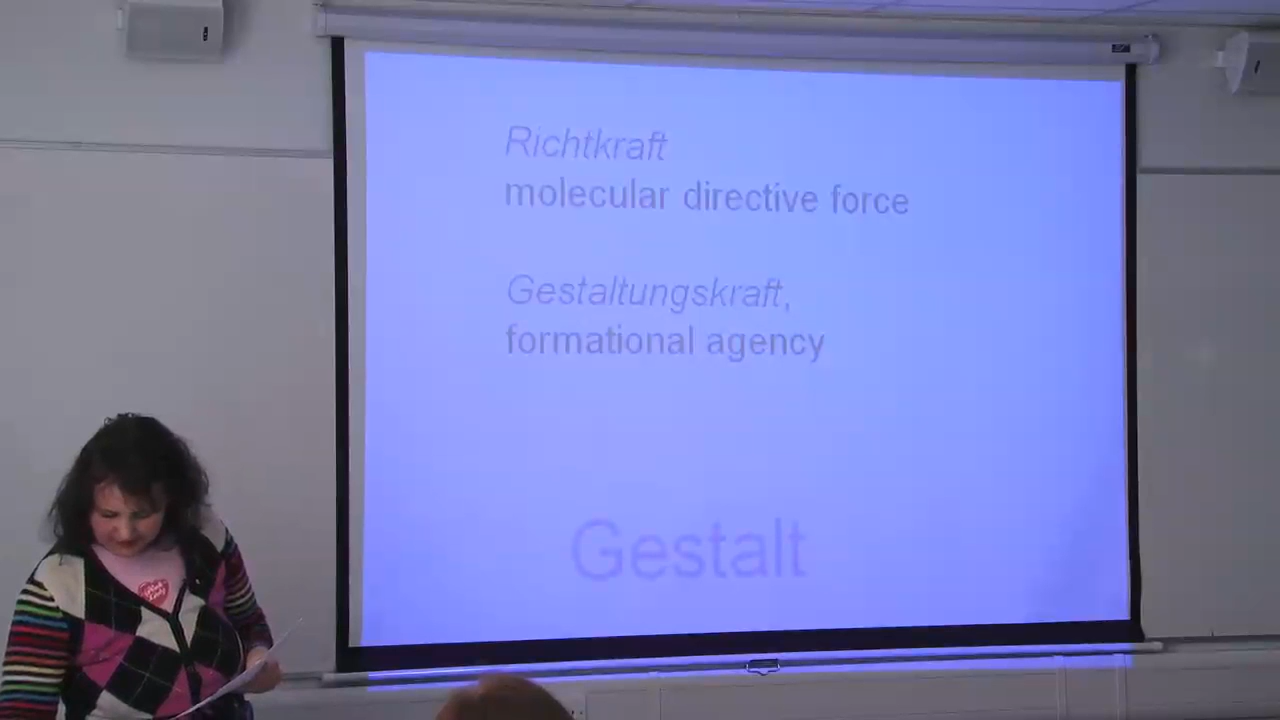 Richtkraft
molecular directive force
Gestaltungskraft,
formational agency
Gestalt